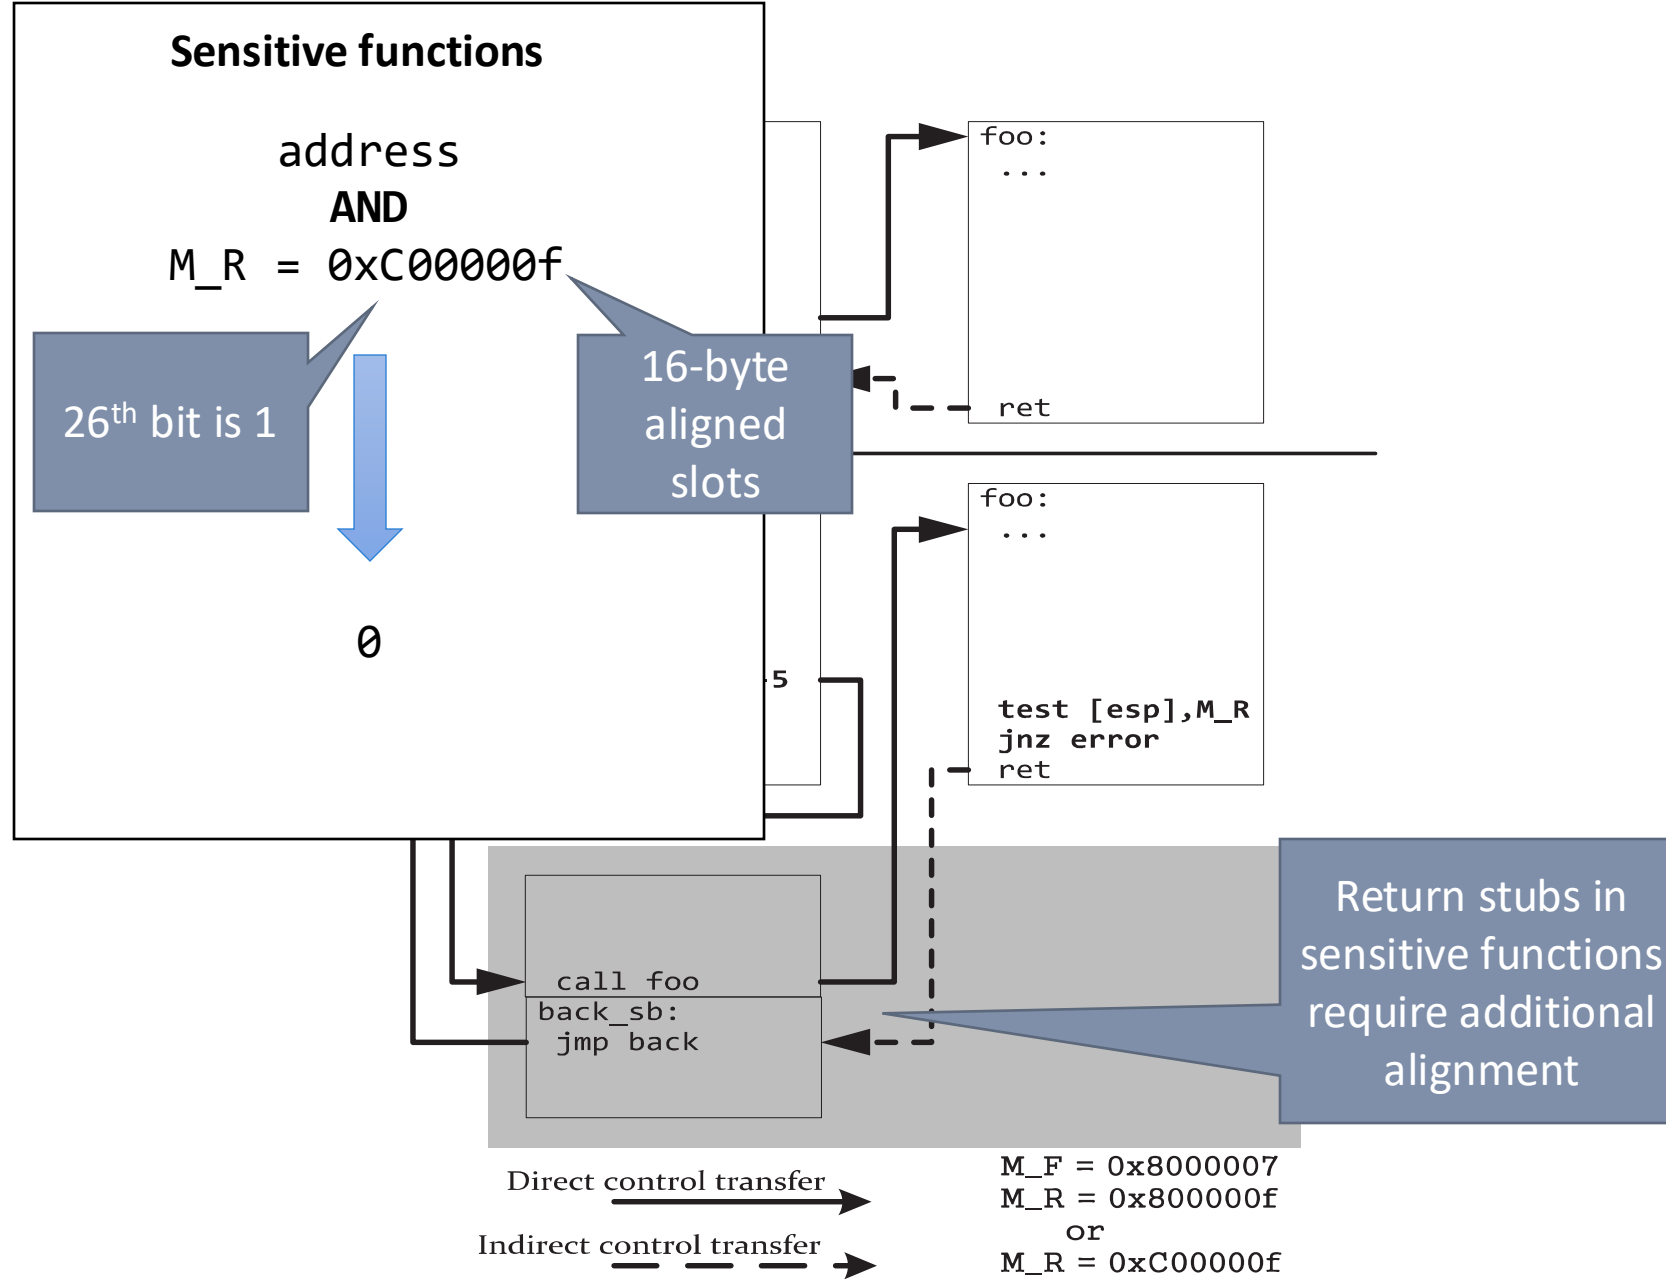 Sensitive functions
address
AND
M_R = 0xC00000f
26th bit is 1
16-byte
aligned
slots
0
foo:
...
ret
foo:
...
5
test [esp],M_R
jnz error
ret
call foo
back_sb:
jmp back
Return stubs in
sensitive functions
require additional
alignment
Direct control transfer
Indirect control transfer
M_F = 0x8000007
M_R = 0x800000f
or
M_R = 0xC00000f